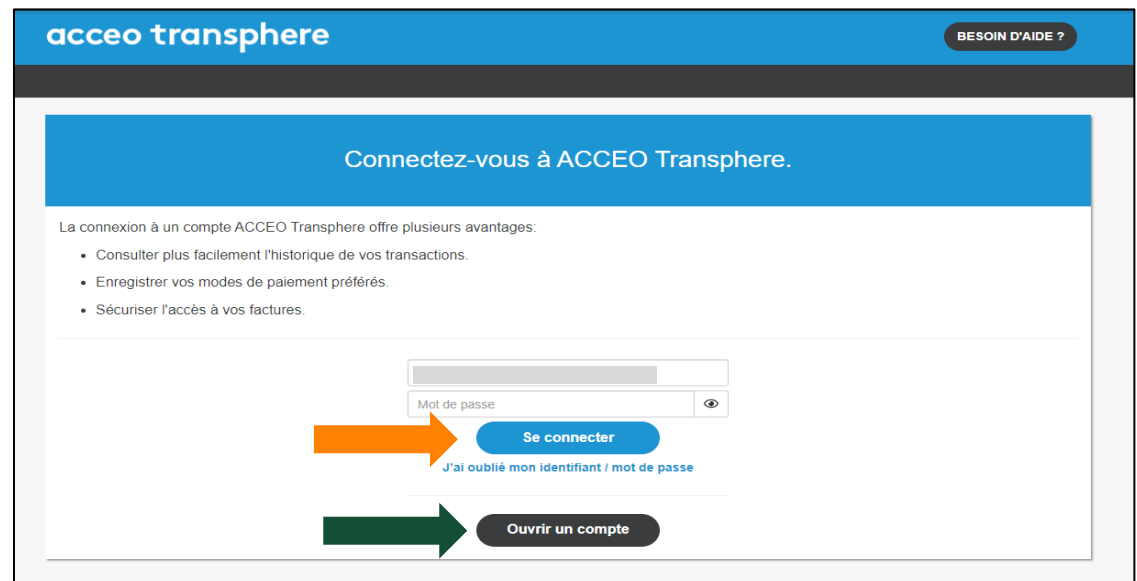 acceo transphere
BESOIN D'AIDE ?
Connectez-vous à ACCEO Transphere.
La connexion à un compte ACCEO Transphere offre plusieurs avantages:
• Consulter plus facilement l'historique de vos transactions.
• Enregistrer vos modes de paiement préférés.
• Sécuriser l'accès à vos factures.
Mot de passe
Se connecter
J'ai oublié mon identifiant / mot de passe
Ouvrir un compte